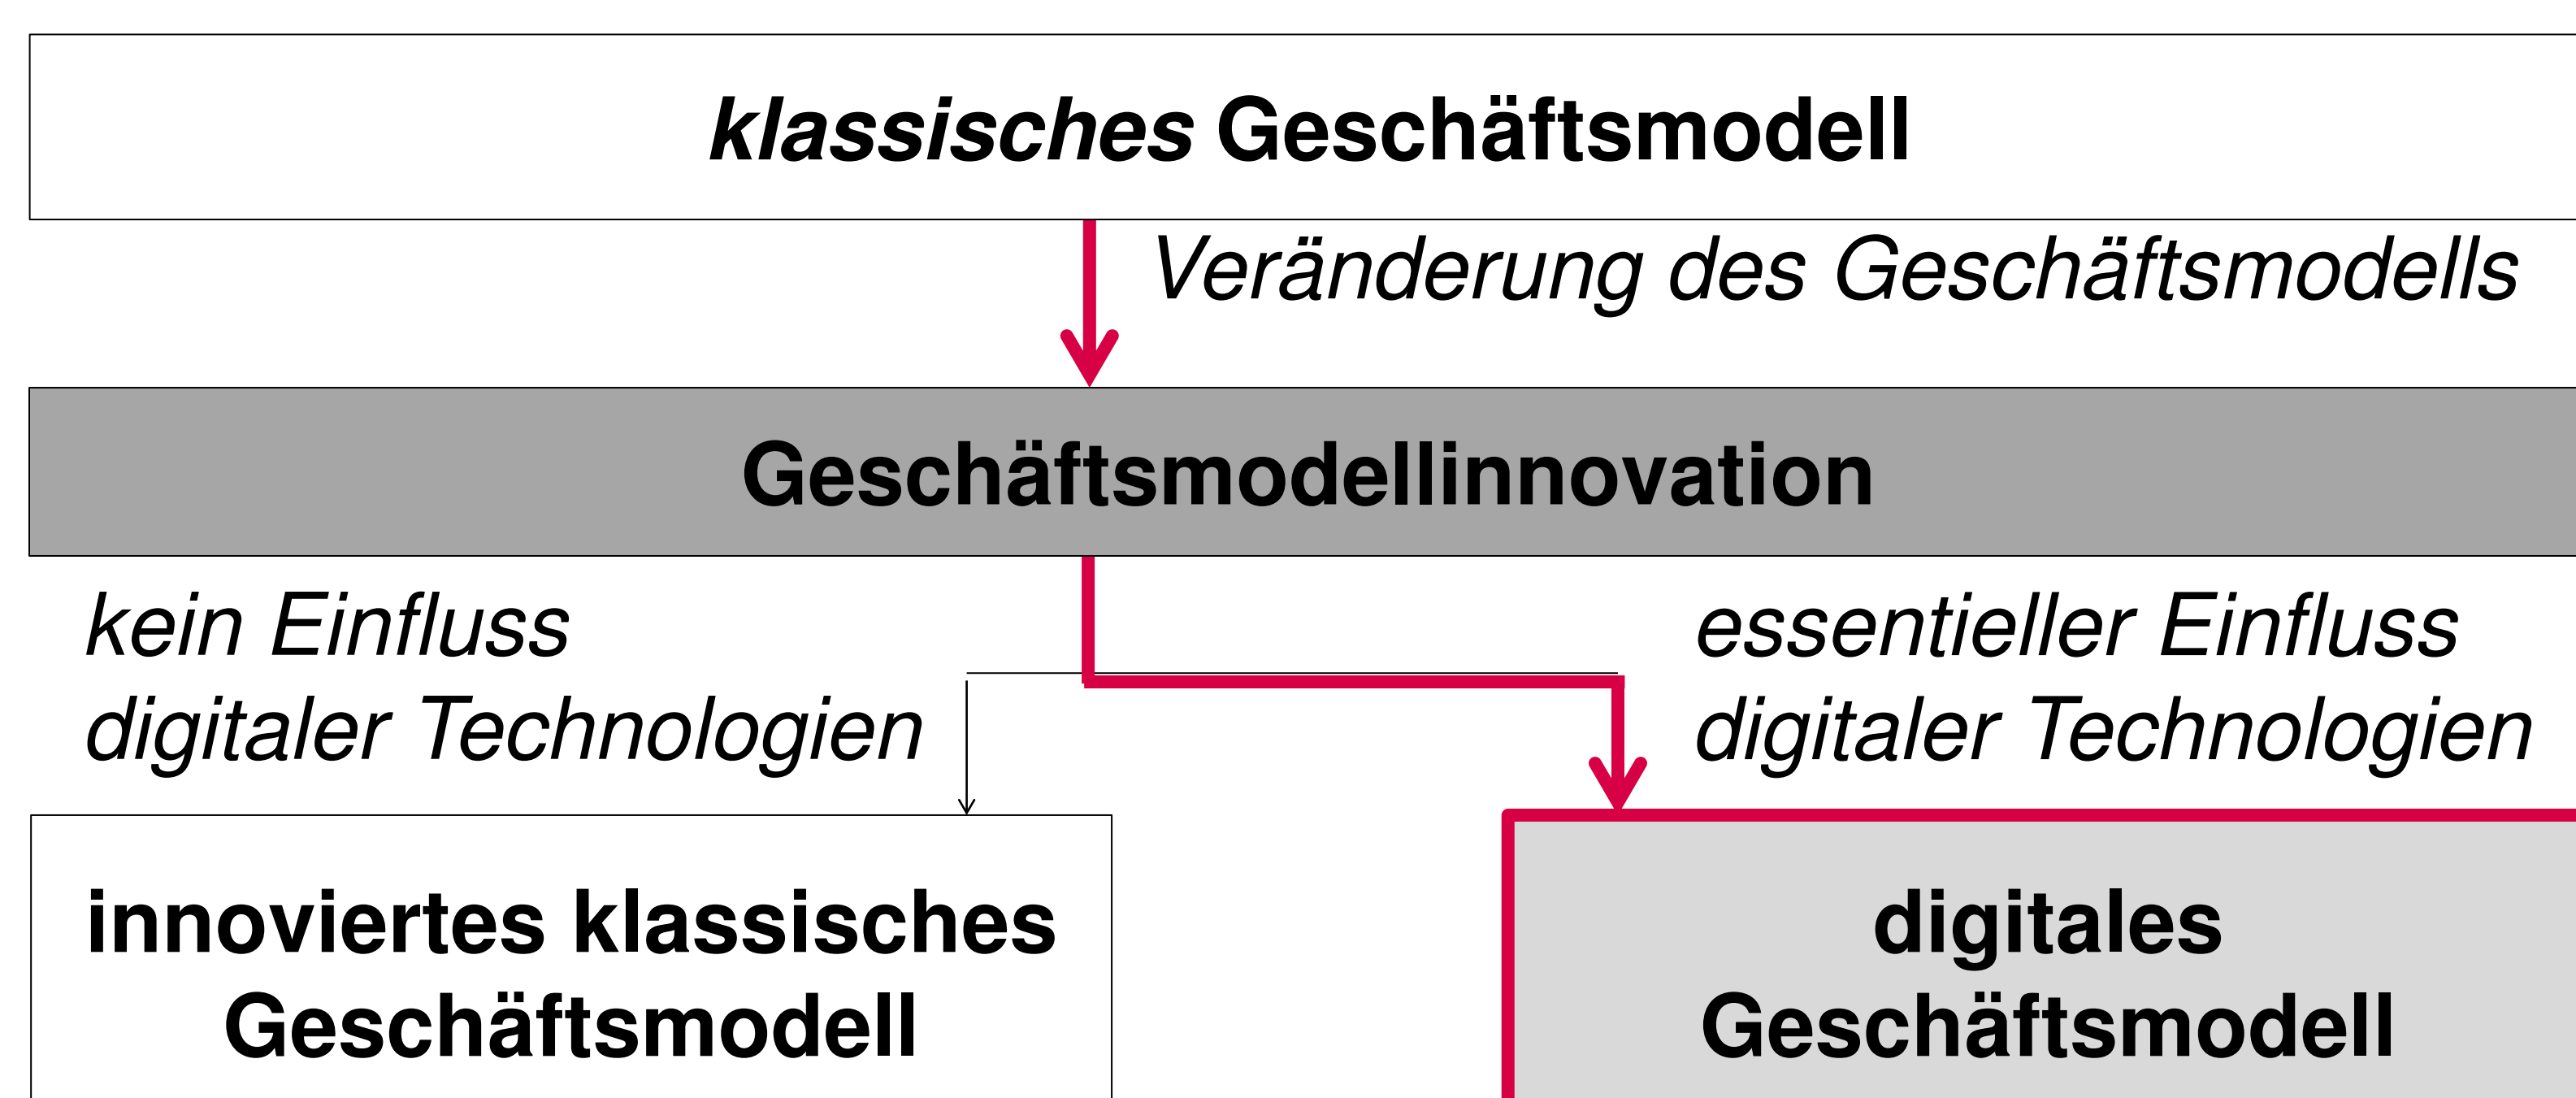 klassisches Geschäftsmodell
Veränderung des Geschäftsmodells
Geschäftsmodellinnovation
kein Einfluss
digitaler Technologien
essentieller Einfluss
digitaler Technologien
innoviertes klassisches
Geschäftsmodell
digitales
Geschäftsmodell